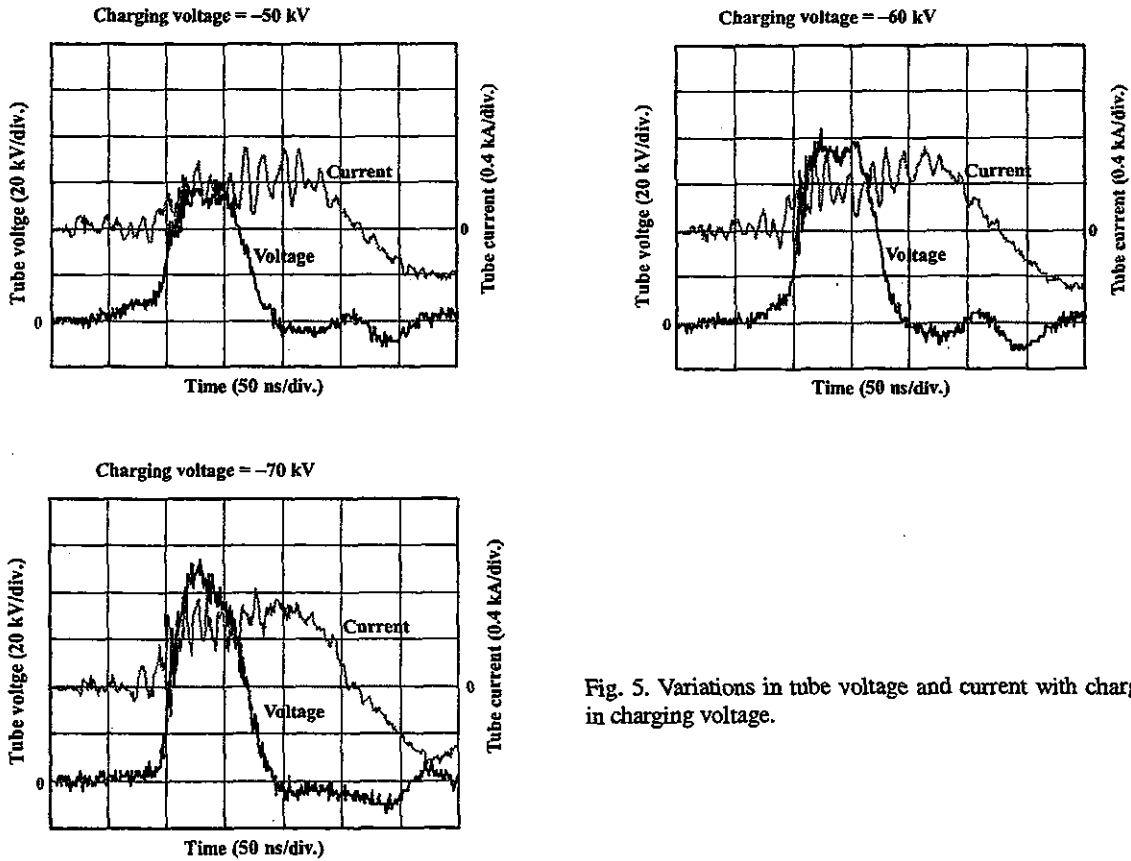 Charging voltage = −50 kV
Tube voltge (20 kV/div.)
Current
Voltage
0
0
Tube current (0.4 kA/div.)
Time (50 ns/div.)
Charging voltage = −60 kV
Tube voltge (20 kV/div.)
Current
Voltage
0
0
Tube current (0.4 kA/div.)
Time (50 ns/div.)
Charging voltage = −70 kV
Tube voltge (20 kV/div.)
Current
Voltage
0
0
Tube current (0.4 kA/div.)
Time (50 ns/div.)
Fig. 5. Variations in tube voltage and current with charg
in charging voltage.